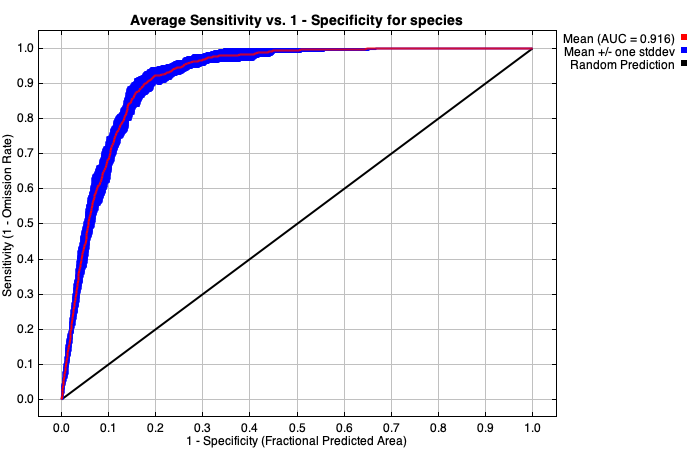 Average Sensitivity vs. 1 - Specificity for species
Mean (AUC = 0.916)
Mean +/- one stddev
Random Prediction
Sensitivity (1 - Omission Rate)
1.0
0.9
0.8
0.7
0.6
0.5
0.4
0.3
0.2
0.1
0.0
0.0 0.1 0.2 0.3 0.4 0.5 0.6 0.7 0.8 0.9 1.0
1 - Specificity (Fractional Predicted Area)